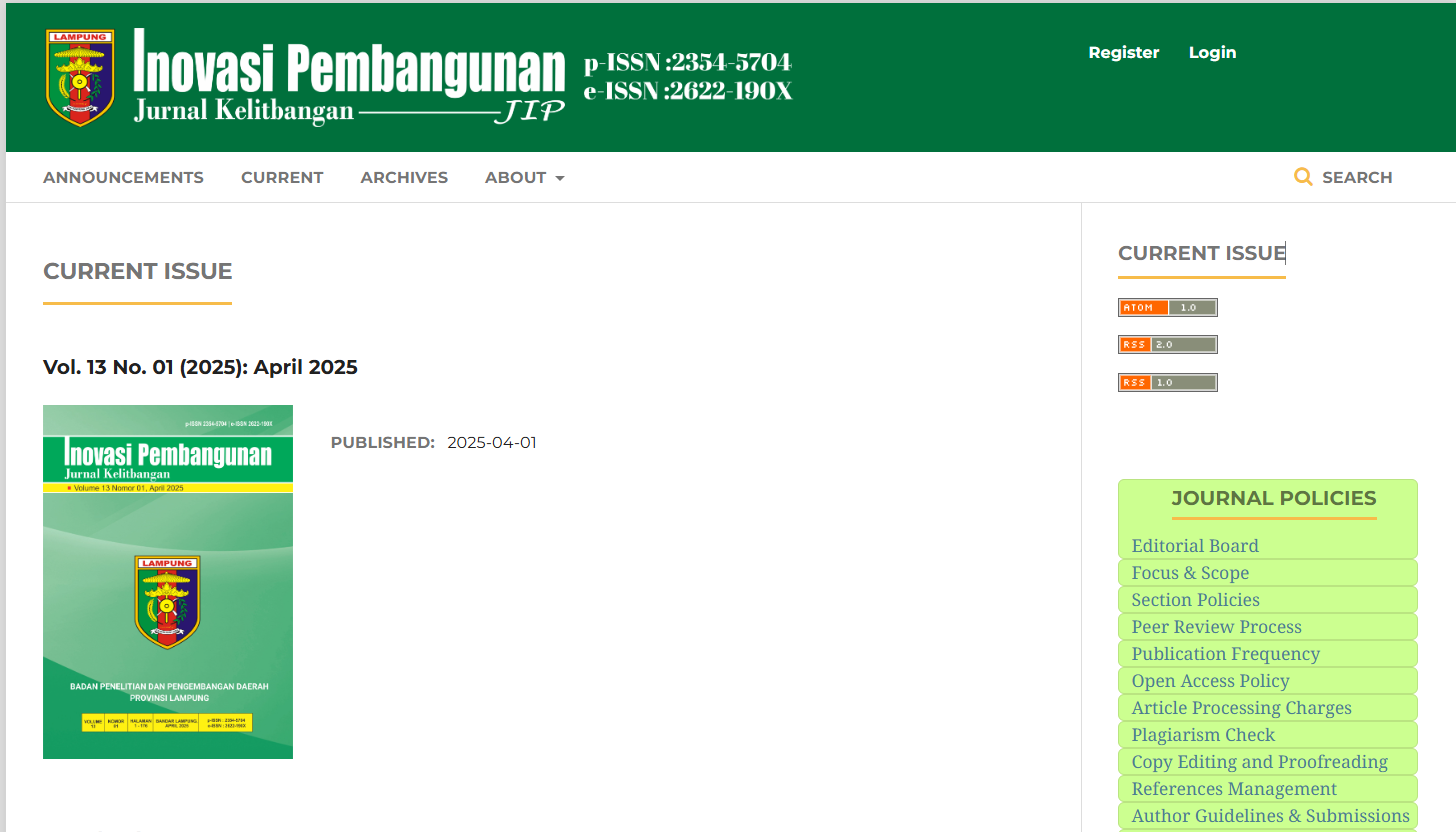 LAMPUNG
Inovasi Pembangunan
Jurnal Kelitbangan JIP
p-ISSN :2354-5704
e-ISSN :2622-190X
Register Login
ANNOUNCEMENTS CURRENT ARCHIVES ABOUT
SEARCH
CURRENT ISSUE
Vol. 13 No. 01 (2025): April 2025
p-ISSN 2354-5704 | e-ISSN 2622-190X
Inovasi Pembangunan
Jurnal Kelitbangan
Volume 13 Nomor 01, April 2025
LAMPUNG
BADAN PENELITIAN DAN PENGEMBANGAN DAERAH
PROVINSI LAMPUNG
VOLUME NOMOR HALAMAN BANDAR LAMPUNG p-ISSN : 2354-5704
13 01 1 - 170 APRIL 2025 e-ISSN : 2622-190X
PUBLISHED: 2025-04-01
CURRENT ISSUE
ATOM 1.0
RSS 2.0
RSS 1.0
JOURNAL POLICIES
Editorial Board
Focus & Scope
Section Policies
Peer Review Process
Publication Frequency
Open Access Policy
Article Processing Charges
Plagiarism Check
Copy Editing and Proofreading
References Management
Author Guidelines & Submissions